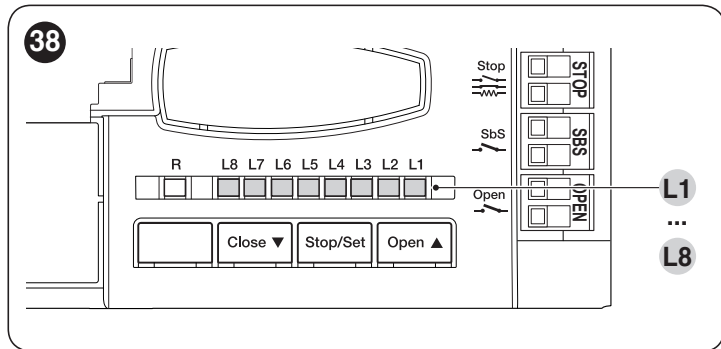 38
Stop
STOP
SbS
SBS
R L8 L7 L6 L5 L4 L3 L2 L1
Open
OPEN
L1
...
L8
Close ▼ Stop/Set Open ▲